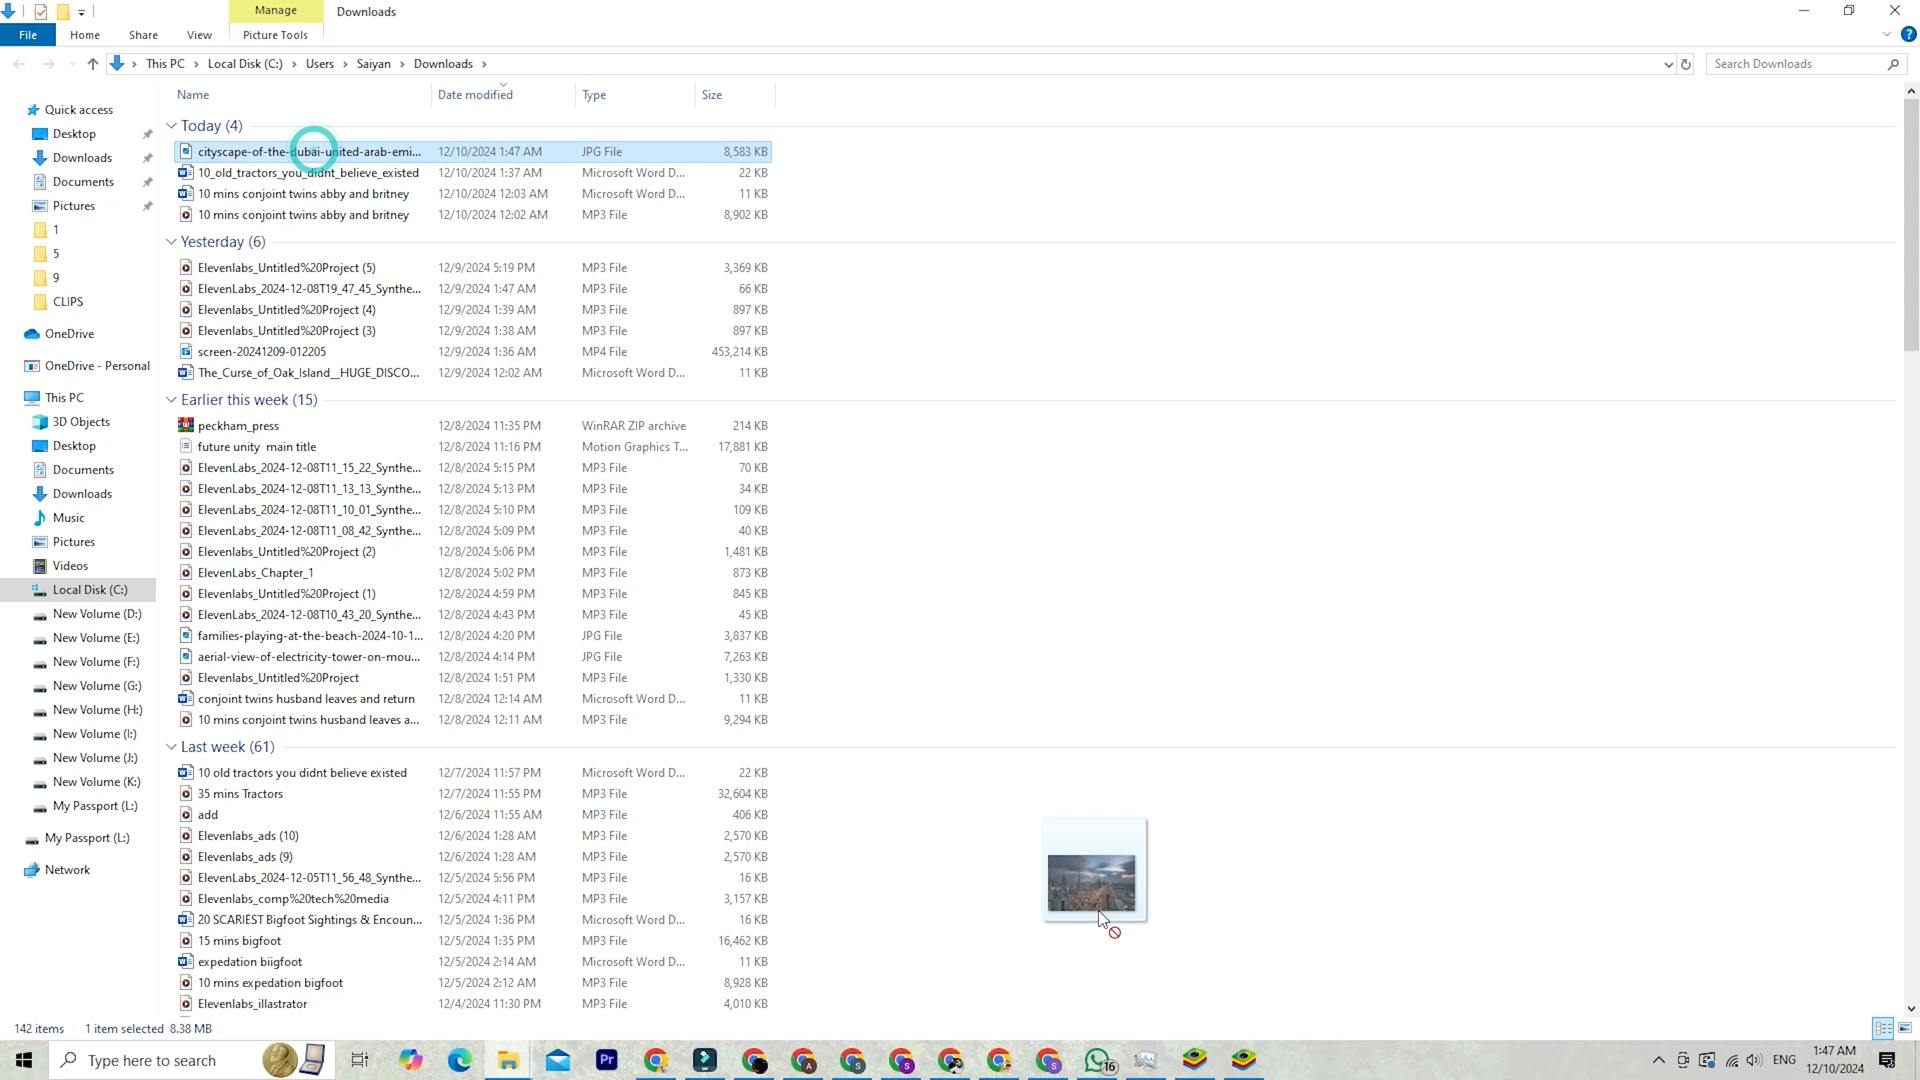 Manage
Downloads
File
Home
Share
View
Picture Tools
This PC
Local Disk (C:)
Users
Saiyan
Downloads
Search Downloads
Name
Date modified
Type
Size
Quick access
Desktop
Downloads
Documents
Pictures
1
5
9
CLIPS
OneDrive
OneDrive - Personal
This PC
3D Objects
Desktop
Documents
Downloads
Music
Pictures
Videos
Local Disk (C:)
New Volume (D:)
New Volume (E:)
New Volume (F:)
New Volume (G:)
New Volume (H:)
New Volume (I:)
New Volume (J:)
New Volume (K:)
My Passport (L:)
My Passport (L:)
Network
Today (4)
cityscape-of-the-dubai-united-arab-emi... 12/10/2024 1:47 AM JPG File 8,583 KB
10_old_tractors_you_didnt_believe_existed 12/10/2024 1:37 AM Microsoft Word D... 22 KB
10 mins conjoint twins abby and britney 12/10/2024 12:03 AM Microsoft Word D... 11 KB
10 mins conjoint twins abby and britney 12/10/2024 12:02 AM MP3 File 8,902 KB
Yesterday (6)
Elevenlabs_Untitled%20Project (5) 12/9/2024 5:19 PM MP3 File 3,369 KB
ElevenLabs_2024-12-08T19_47_45_Synthe... 12/9/2024 1:47 AM MP3 File 66 KB
Elevenlabs_Untitled%20Project (4) 12/9/2024 1:39 AM MP3 File 897 KB
Elevenlabs_Untitled%20Project (3) 12/9/2024 1:38 AM MP3 File 897 KB
screen-20241209-012205 12/9/2024 1:36 AM MP4 File 453,214 KB
The_Curse_of_Oak_Island__HUGE_DISCO... 12/9/2024 12:02 AM Microsoft Word D... 11 KB
Earlier this week (15)
peckham_press 12/8/2024 11:35 PM WinRAR ZIP archive 214 KB
future unity  main title 12/8/2024 11:16 PM Motion Graphics T... 17,881 KB
ElevenLabs_2024-12-08T11_15_22_Synthe... 12/8/2024 5:15 PM MP3 File 70 KB
ElevenLabs_2024-12-08T11_13_13_Synthe... 12/8/2024 5:13 PM MP3 File 34 KB
ElevenLabs_2024-12-08T11_10_01_Synthe... 12/8/2024 5:10 PM MP3 File 109 KB
ElevenLabs_2024-12-08T11_08_42_Synthe... 12/8/2024 5:09 PM MP3 File 40 KB
Elevenlabs_Untitled%20Project (2) 12/8/2024 5:06 PM MP3 File 1,481 KB
ElevenLabs_Chapter_1 12/8/2024 5:02 PM MP3 File 873 KB
Elevenlabs_Untitled%20Project (1) 12/8/2024 4:59 PM MP3 File 845 KB
ElevenLabs_2024-12-08T10_43_20_Synthe... 12/8/2024 4:43 PM MP3 File 45 KB
families-playing-at-the-beach-2024-10-1... 12/8/2024 4:20 PM JPG File 3,837 KB
aerial-view-of-electricity-tower-on-mou... 12/8/2024 4:14 PM JPG File 7,263 KB
Elevenlabs_Untitled%20Project 12/8/2024 1:51 PM MP3 File 1,330 KB
conjoint twins husband leaves and return 12/8/2024 12:14 AM Microsoft Word D... 11 KB
10 mins conjoint twins husband leaves a... 12/8/2024 12:11 AM MP3 File 9,294 KB
Last week (61)
10 old tractors you didnt believe existed 12/7/2024 11:57 PM Microsoft Word D... 22 KB
35 mins Tractors 12/7/2024 11:55 PM MP3 File 32,604 KB
add 12/6/2024 11:55 AM MP3 File 406 KB
Elevenlabs_ads (10) 12/6/2024 1:28 AM MP3 File 2,570 KB
Elevenlabs_ads (9) 12/6/2024 1:28 AM MP3 File 2,570 KB
ElevenLabs_2024-12-05T11_56_48_Synthe... 12/5/2024 5:56 PM MP3 File 16 KB
Elevenlabs_comp%20tech%20media 12/5/2024 4:11 PM MP3 File 3,157 KB
20 SCARIEST Bigfoot Sightings & Encoun... 12/5/2024 1:36 PM Microsoft Word D... 16 KB
15 mins bigfoot 12/5/2024 1:35 PM MP3 File 16,462 KB
expedation biigfoot 12/5/2024 2:14 AM Microsoft Word D... 11 KB
10 mins expedation bigfoot 12/5/2024 2:12 AM MP3 File 8,928 KB
Elevenlabs_illastrator 12/4/2024 11:30 PM MP3 File 4,010 KB
142 items 1 item selected 8.38 MB
Type here to search
Pr
A
S
S
S
16
ENG
1:47 AM
12/10/2024